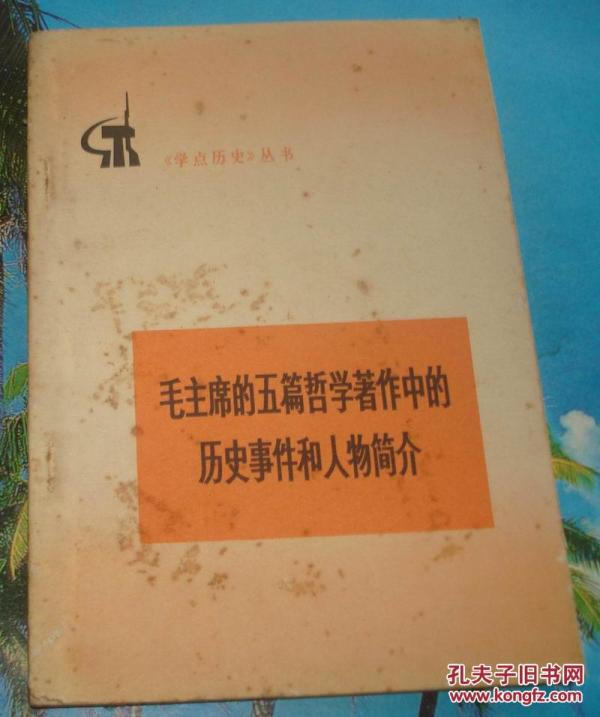 《学点历史》丛书
毛主席的五篇哲学著作中的
历史事件和人物简介
孔夫子旧书网
www.kongfz.com